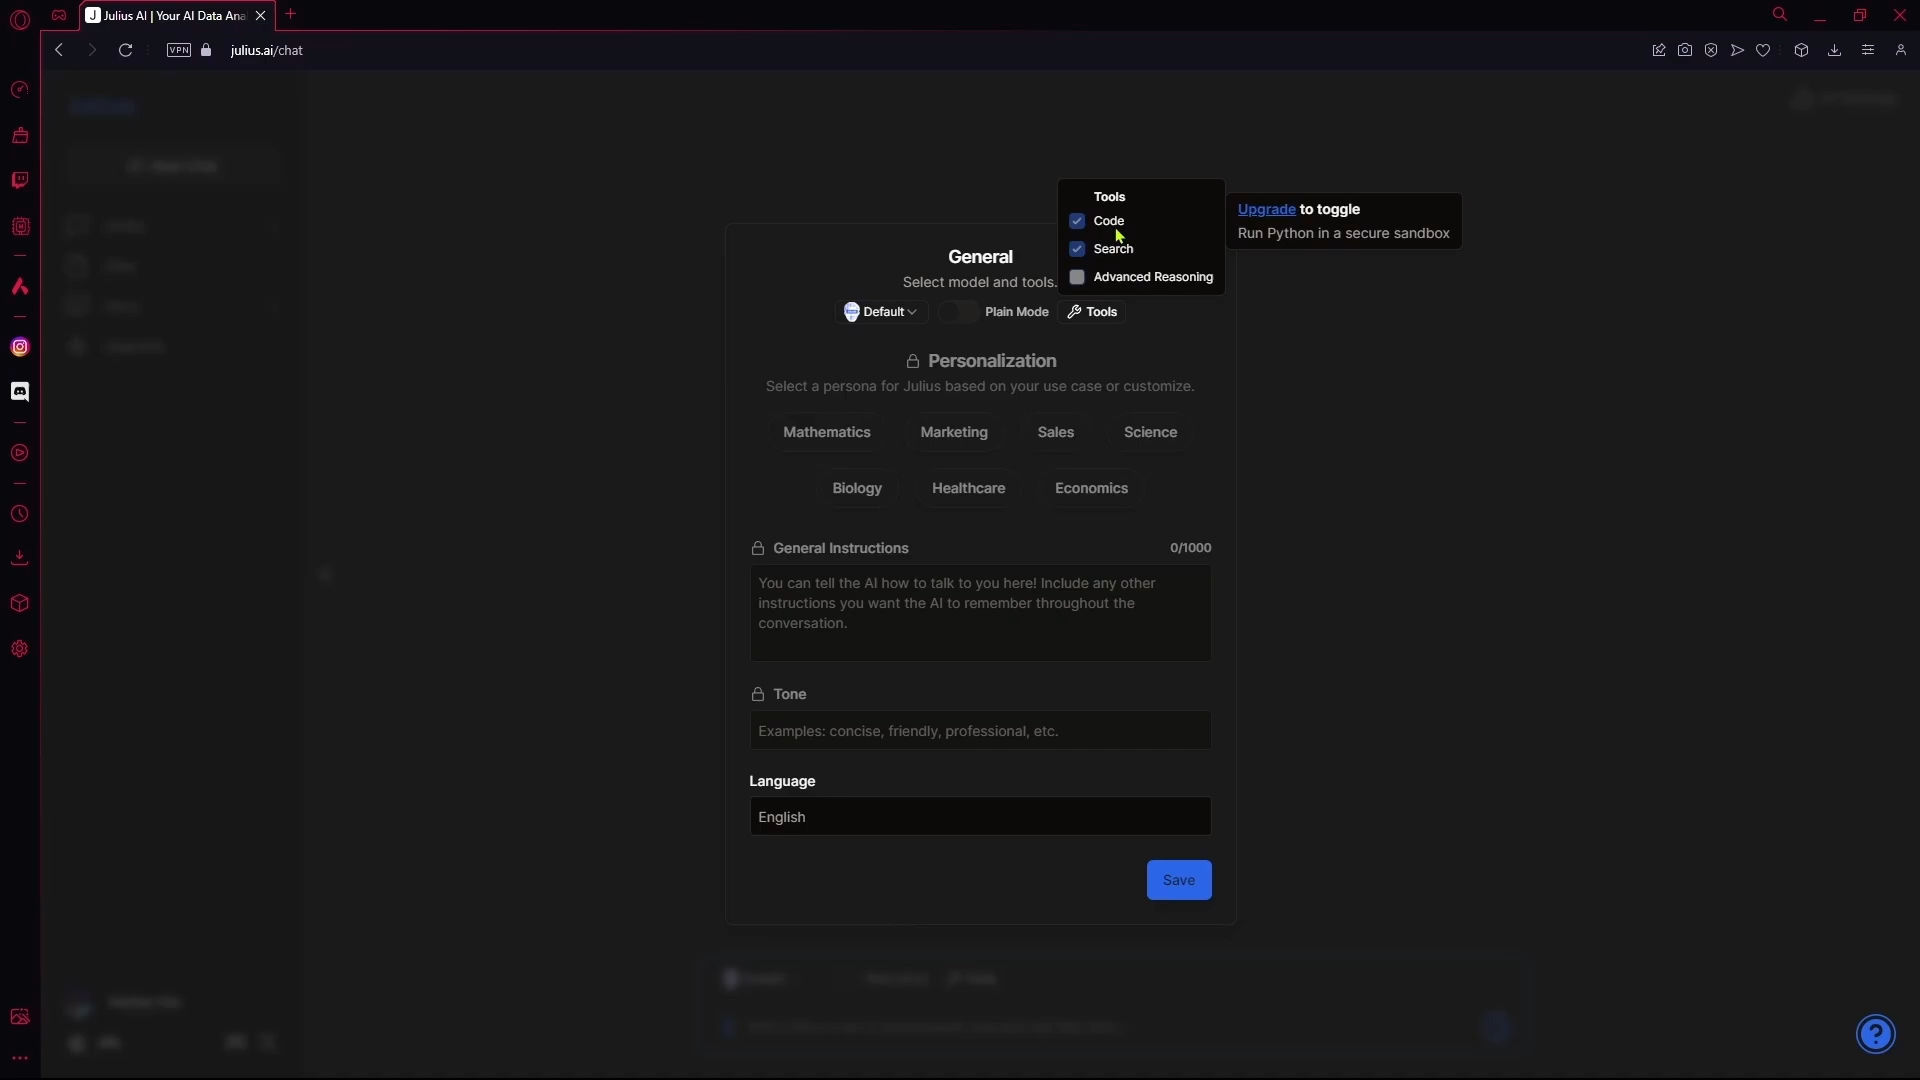 Julius AI | Your AI Data Ana
VPN
julius.ai/chat
Tools
Code
Search
Advanced Reasoning
Upgrade to toggle
Run Python in a secure sandbox
General
Select model and tools.
Default
Plain Mode
Tools
Personalization
Select a persona for Julius based on your use case or customize.
Mathematics
Marketing
Sales
Science
Biology
Healthcare
Economics
General Instructions
0/1000
You can tell the AI how to talk to you here! Include any other
instructions you want the AI to remember throughout the
conversation.
Tone
Examples: concise, friendly, professional, etc.
Language
English
Save